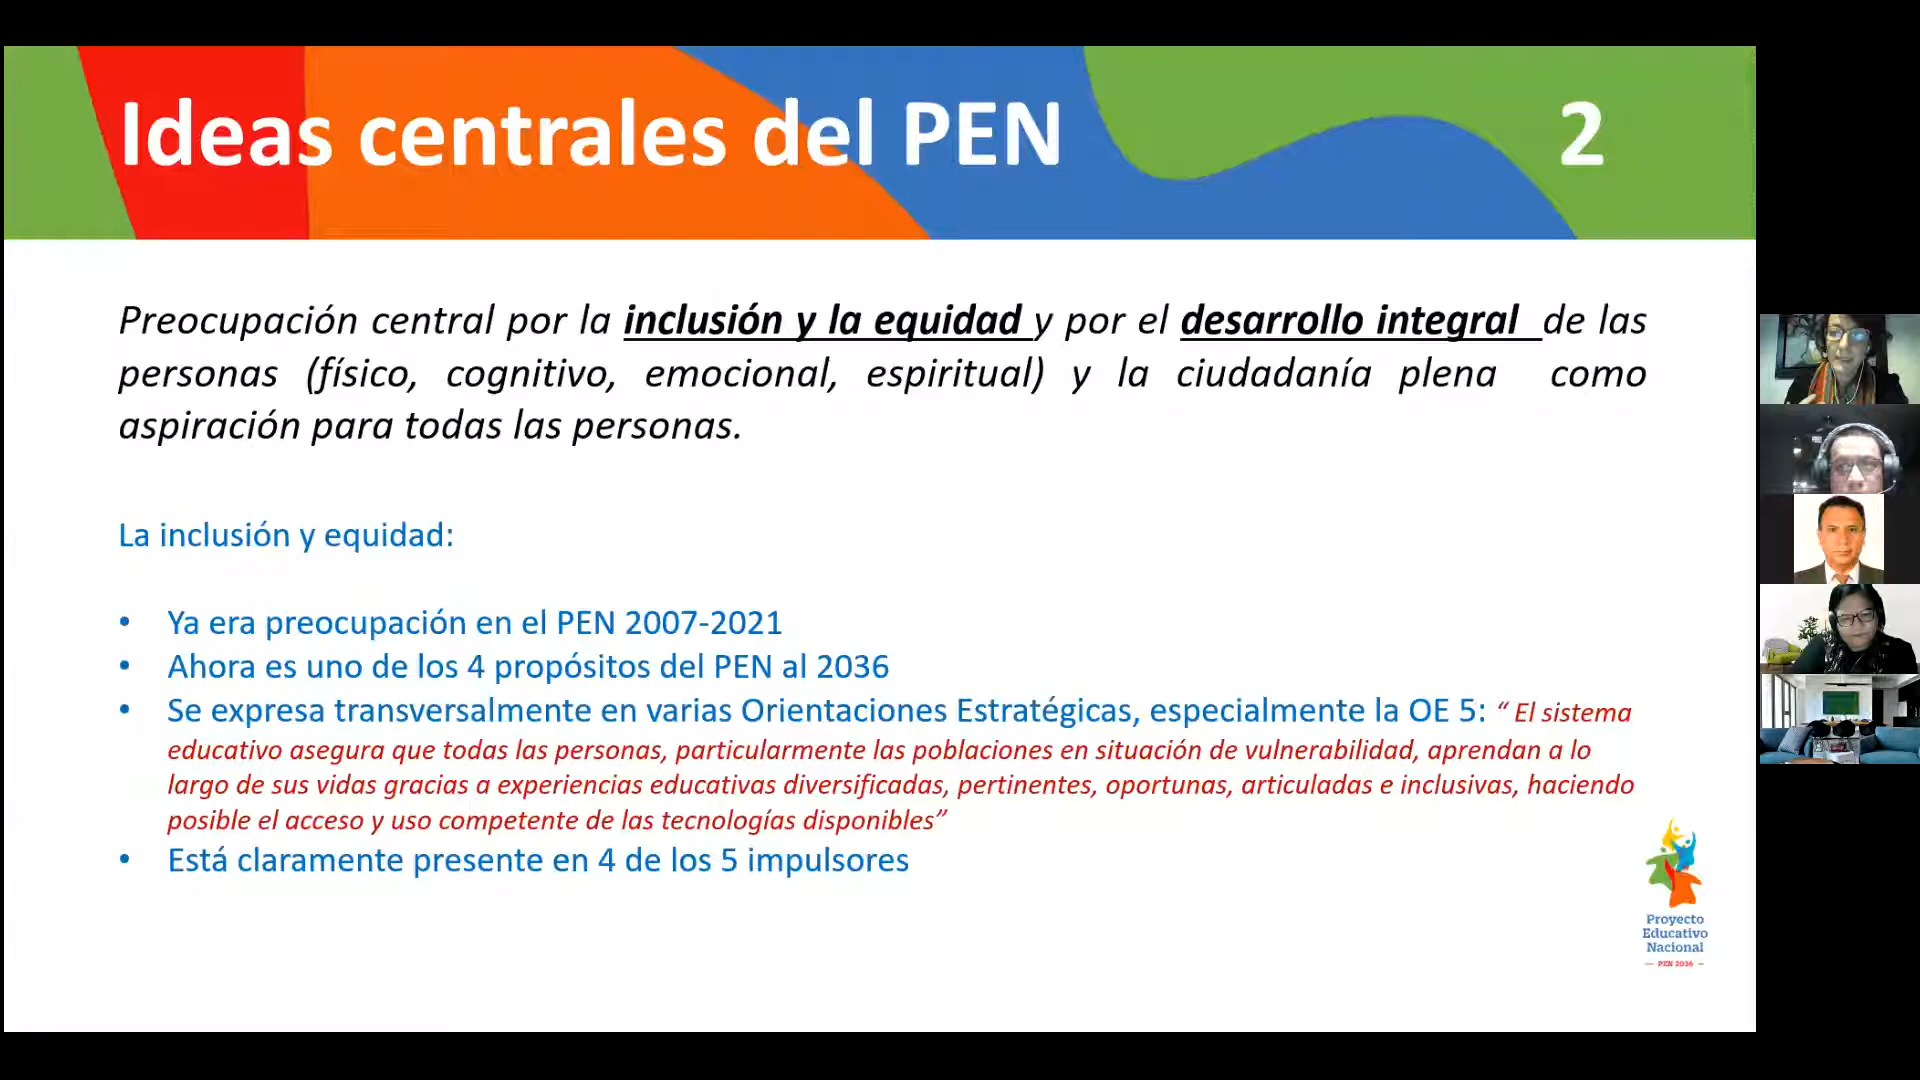 Ideas centrales del PEN 2
Preocupación central por la inclusión y la equidad y por el desarrollo integral de las
personas (físico, cognitivo, emocional, espiritual) y la ciudadanía plena como
aspiración para todas las personas.
La inclusión y equidad:
• Ya era preocupación en el PEN 2007-2021
• Ahora es uno de los 4 propósitos del PEN al 2036
• Se expresa transversalmente en varias Orientaciones Estratégicas, especialmente la OE 5: “ El sistema
educativo asegura que todas las personas, particularmente las poblaciones en situación de vulnerabilidad, aprendan a lo
largo de sus vidas gracias a experiencias educativas diversificadas, pertinentes, oportunas, articuladas e inclusivas, haciendo
posible el acceso y uso competente de las tecnologías disponibles”
• Está claramente presente en 4 de los 5 impulsores
Proyecto
Educativo
Nacional
— PEN 2036 —